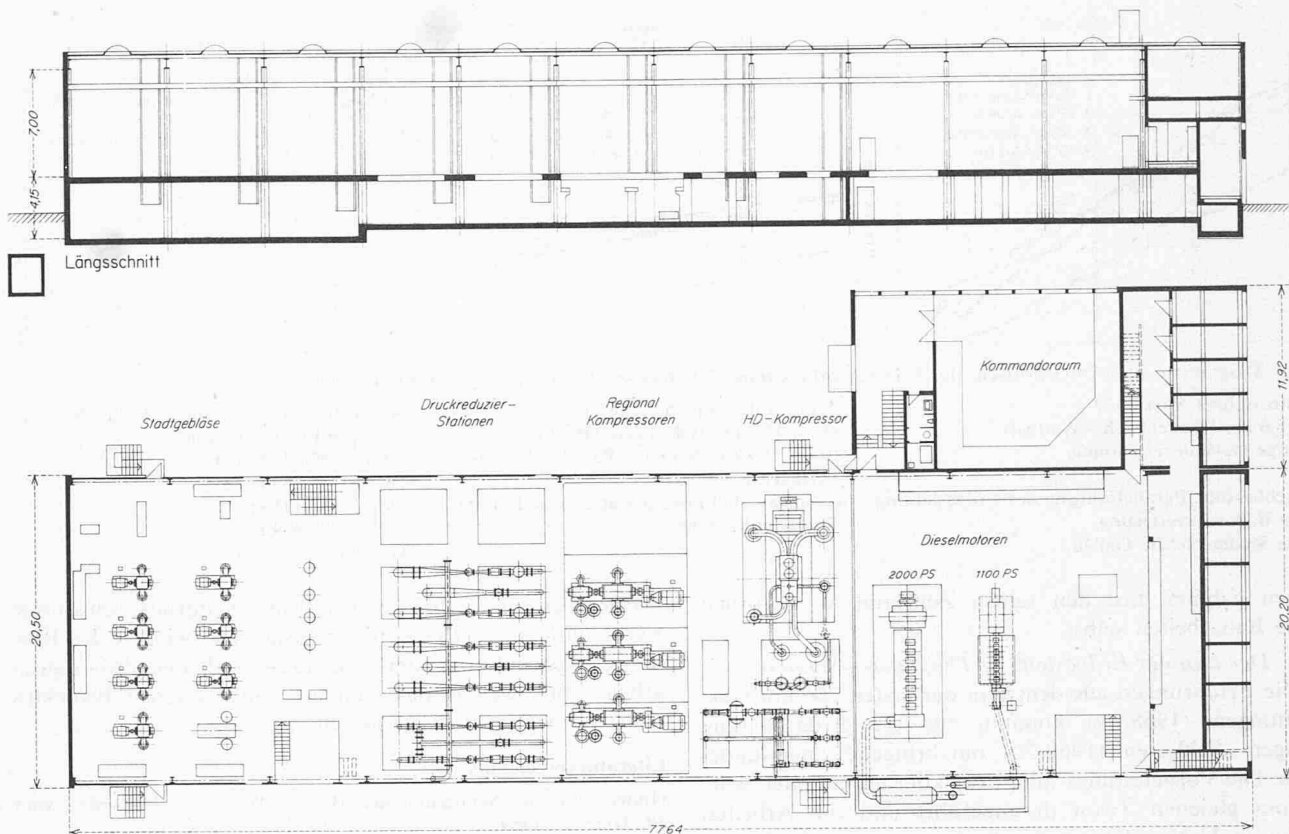 7,00
4,15
Längsschnitt
Stadtgebläse
Druckreduzier-
Stationen
Regional
Kompressoren
HD-Kompressor
Kommandoraum
11,92
20,50
Dieselmotoren
2000 PS
1100 PS
20,20
77,64